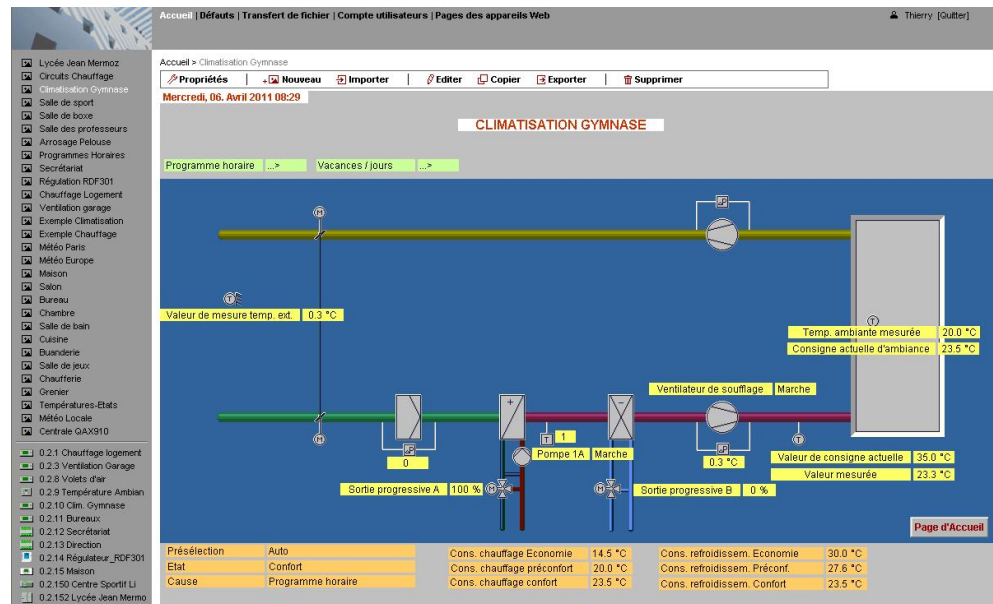 Accueil | Défauts | Transfert de fichier | Compte utilisateurs | Pages des appareils Web
Thierry [Quitter]
Lycée Jean Mermoz
Circuits Chauffage
Climatisation Gymnase
Salle de sport
Salle de boxe
Salle des professeurs
Arrosage Pelouse
Programmes Horaires
Secrétariat
Régulation RDF301
Chauffage Logement
Ventilation garage
Exemple Climatisation
Exemple Chauffage
Météo Paris
Météo Europe
Maison
Salon
Bureau
Chambre
Salle de bain
Cuisine
Buanderie
Salle de jeux
Chaufferie
Grenier
Températures-Etats
Météo Locale
Centrale QAX910
0.2.1 Chauffage logement
0.2.3 Ventilation Garage
0.2.8 Volets d'air
0.2.9 Température Ambian
0.2.10 Clim. Gymnase
0.2.11 Bureaux
0.2.12 Secrétariat
0.2.13 Direction
0.2.14 Régulateur_RDF301
0.2.15 Maison
0.2.150 Centre Sportif Li
0.2.152 Lycée Jean Mermo
Accueil > Climatisation Gymnase
Propriétés | Nouveau Importer | Editer Copier Exporter | Supprimer
Mercredi, 06. Avril 2011 08:29
CLIMATISATION GYMNASE
Programme horaire ...> Vacances / jours ...>
M
P
T
Valeur de mesure temp. ext. 0.3 °C
T
Temp. ambiante mesurée 20.0 °C
Consigne actuelle d'ambiance 23.5 °C
Ventilateur de soufflage Marche
+
-
M
P
0
T 1
Pompe 1A Marche
P
0.3 °C
T
Valeur de consigne actuelle 35.0 °C
Valeur mesurée 23.3 °C
Sortie progressive A 100 % M
M Sortie progressive B 0 %
Page d'Accueil
Présélection Auto
Etat Confort
Cause Programme horaire
Cons. chauffage Economie 14.5 °C
Cons. chauffage préconfort 20.0 °C
Cons. chauffage confort 23.5 °C
Cons. refroidissem. Economie 30.0 °C
Cons. refroidissem. Préconf. 27.6 °C
Cons. refroidissem. Confort 23.5 °C